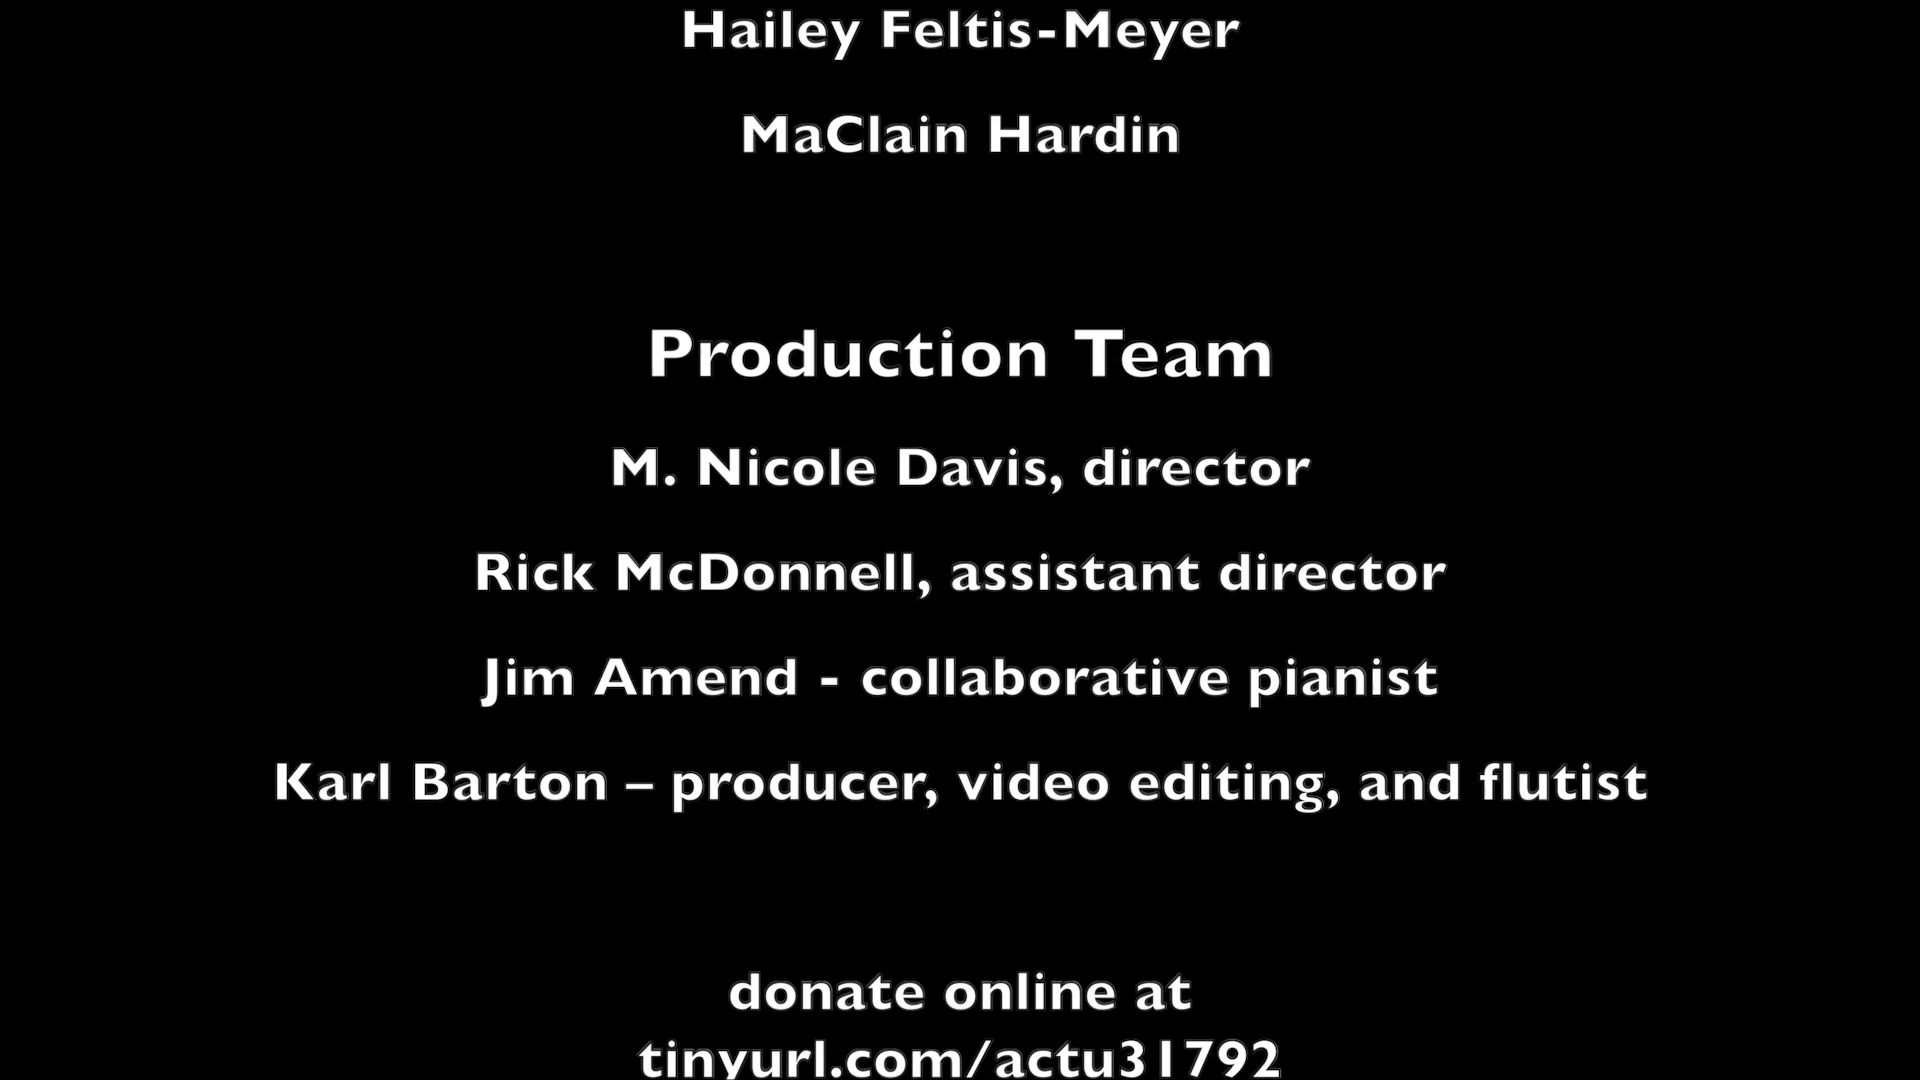 Hailey Feltis-Meyer
MaClain Hardin
Production Team
M. Nicole Davis, director
Rick McDonnell, assistant director
Jim Amend - collaborative pianist
Karl Barton – producer, video editing, and flutist
donate online at
tinyurl.com/actu31792